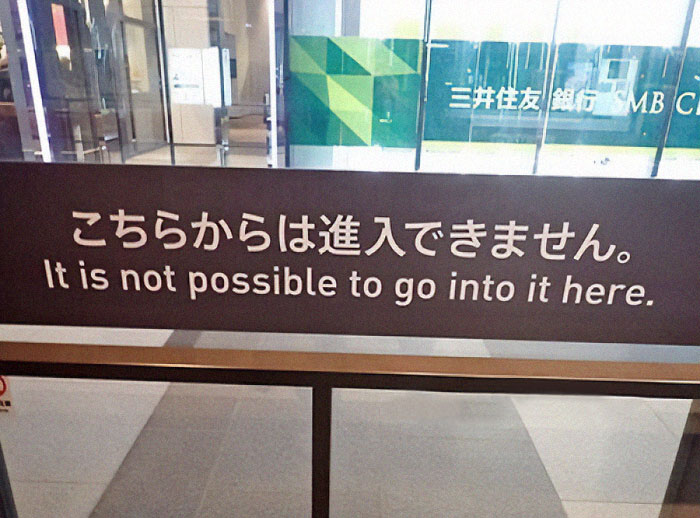 三井住友銀行 SMB C
こちらからは進入できません。
It is not possible to go into it here.